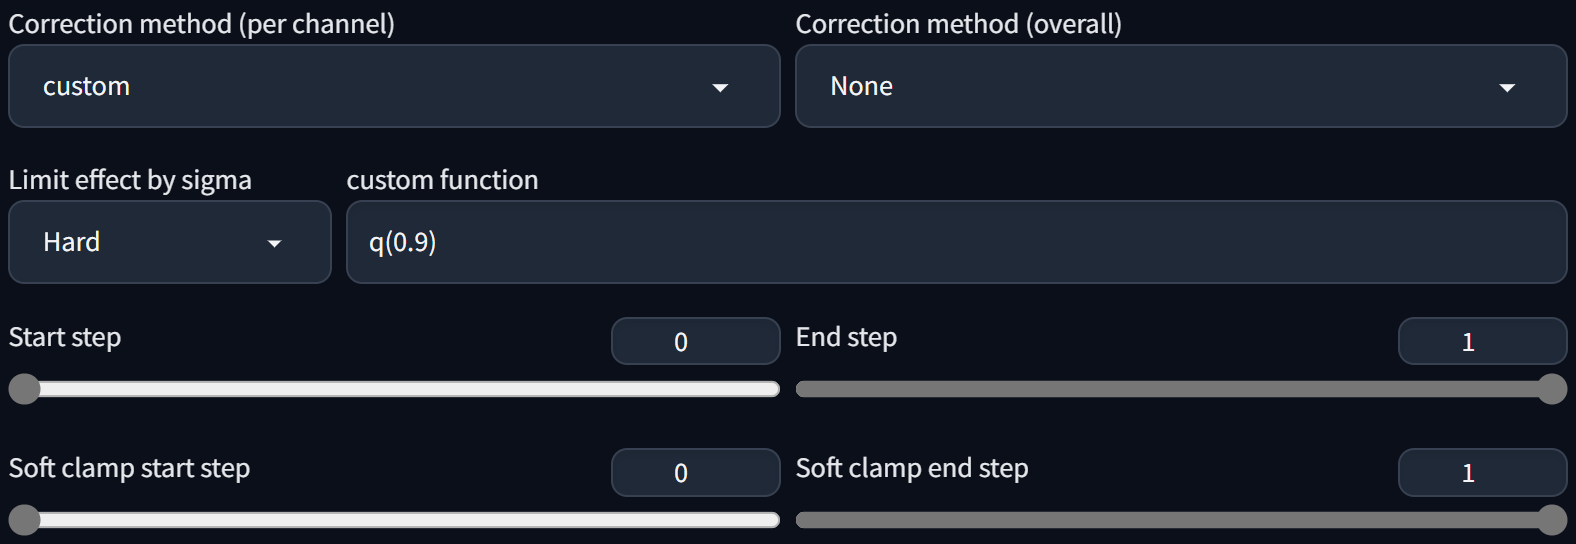 Correction method (per channel)
Correction method (overall)
custom
None
Limit effect by sigma
custom function
Hard
q(0.9)
Start step
0
End step
1
Soft clamp start step
0
Soft clamp end step
1